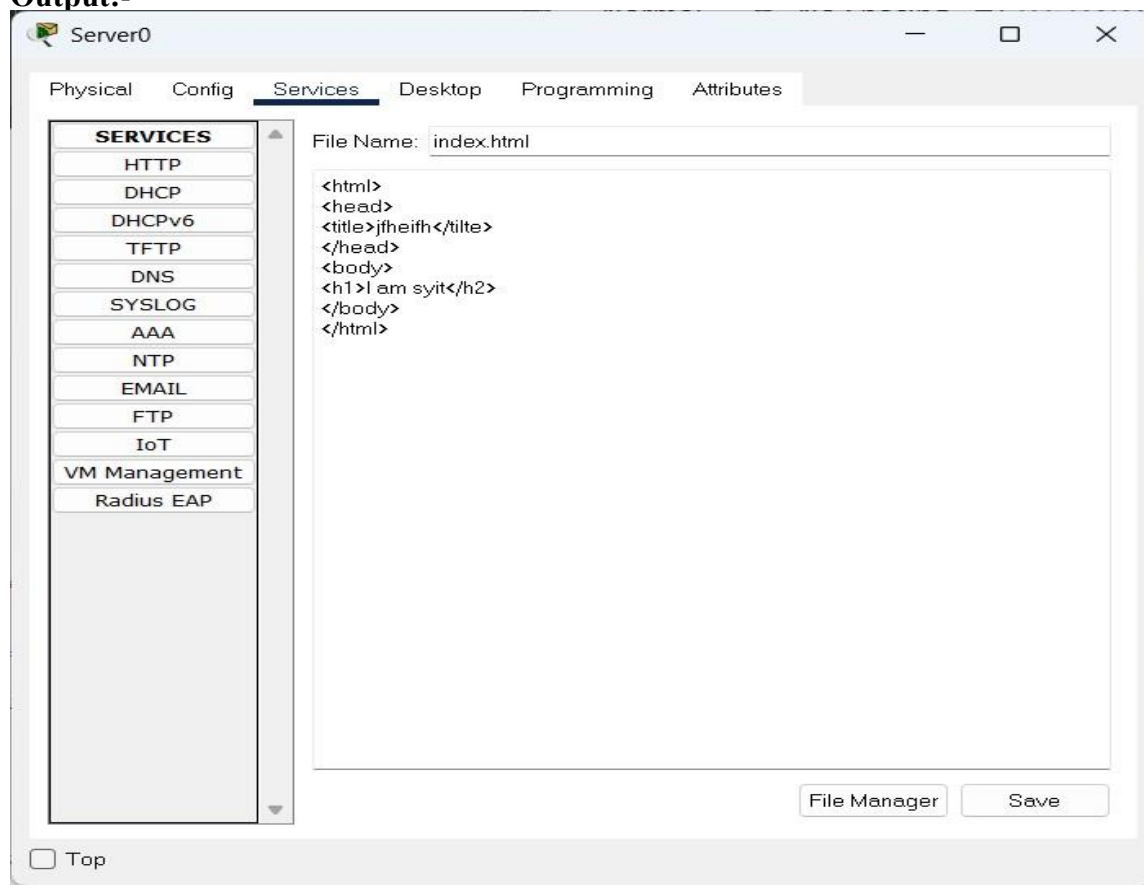 Output:-
Server0
Physical Config Services Desktop Programming Attributes
SERVICES
HTTP
DHCP
DHCPv6
TFTP
DNS
SYSLOG
AAA
NTP
EMAIL
FTP
IoT
VM Management
Radius EAP
File Name: index.html
<html>
<head>
<title>jfheifh</tilte>
</head>
<body>
<h1>I am syit</h2>
</body>
</html>
File Manager Save
Top